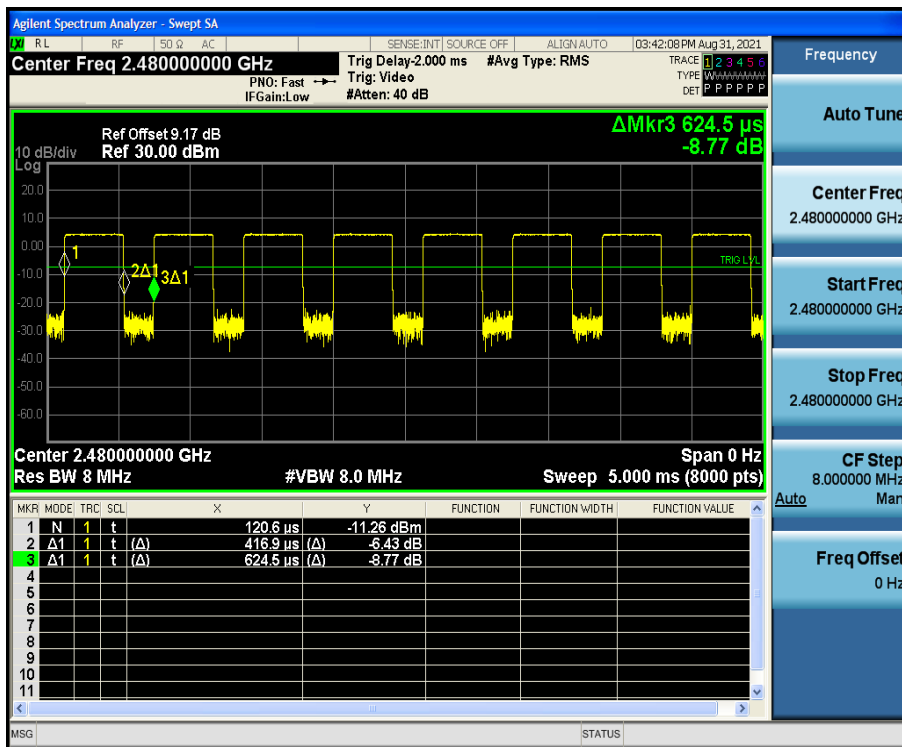 Agilent Spectrum Analyzer - Swept SA
LXI RL RF 50 Ω AC SENSE:INT SOURCE OFF ALIGN AUTO 03:42:08 PM Aug 31, 2021
Center Freq 2.480000000 GHz
PNO: Fast
IFGain:Low
Trig Delay-2.000 ms
Trig: Video
#Atten: 40 dB
#Avg Type: RMS
TRACE 1 2 3 4 5 6
TYPE WWWWWW
DET P P P P P P
10 dB/div
Log
Ref Offset 9.17 dB
Ref 30.00 dBm
ΔMkr3 624.5 µs
-8.77 dB
20.0
10.0
0.00
-10.0
-20.0
-30.0
-40.0
-50.0
-60.0
1
2Δ1
3Δ1
TRIG LVL
Center 2.480000000 GHz Span 0 Hz
Res BW 8 MHz #VBW 8.0 MHz Sweep 5.000 ms (8000 pts)
MKR MODE TRC SCL X Y FUNCTION FUNCTION WIDTH FUNCTION VALUE
1 N 1 t 120.6 µs -11.26 dBm
2 Δ1 1 t (Δ) 416.9 µs (Δ) -6.43 dB
3 Δ1 1 t (Δ) 624.5 µs (Δ) -8.77 dB
4
5
6
7
8
9
10
11
MSG STATUS
Frequency
Auto Tune
Center Freq
2.480000000 GHz
Start Freq
2.480000000 GHz
Stop Freq
2.480000000 GHz
CF Step
8.000000 MHz
Auto Man
Freq Offset
0 Hz